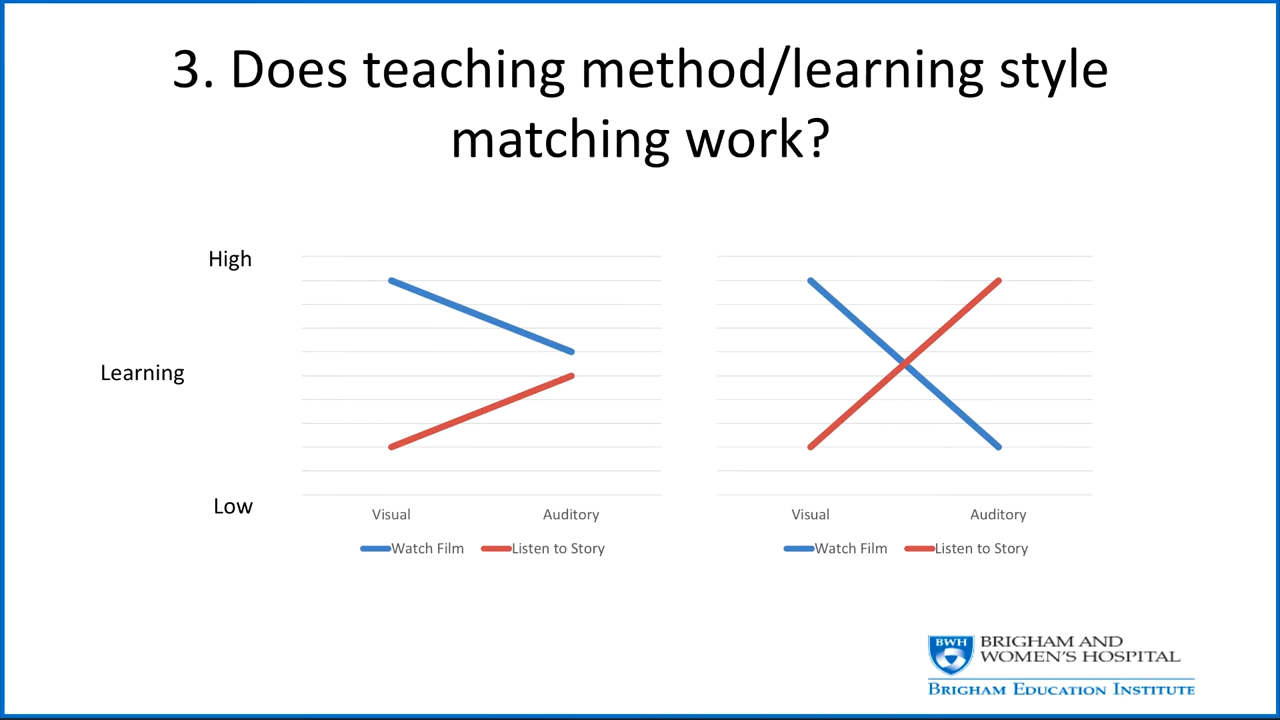 3. Does teaching method/learning style
matching work?
High
Learning
Low
Visual
Auditory
Watch Film
Listen to Story
Visual
Auditory
Watch Film
Listen to Story
BWH
BRIGHAM AND
WOMEN'S HOSPITAL
BRIGHAM EDUCATION INSTITUTE